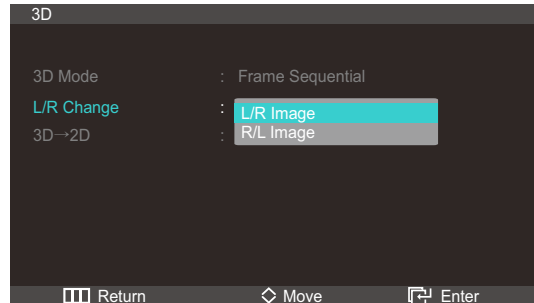 3D
3D Mode : Frame Sequential
L/R Change : L/R Image
R/L Image
3D→2D :
Return Move Enter